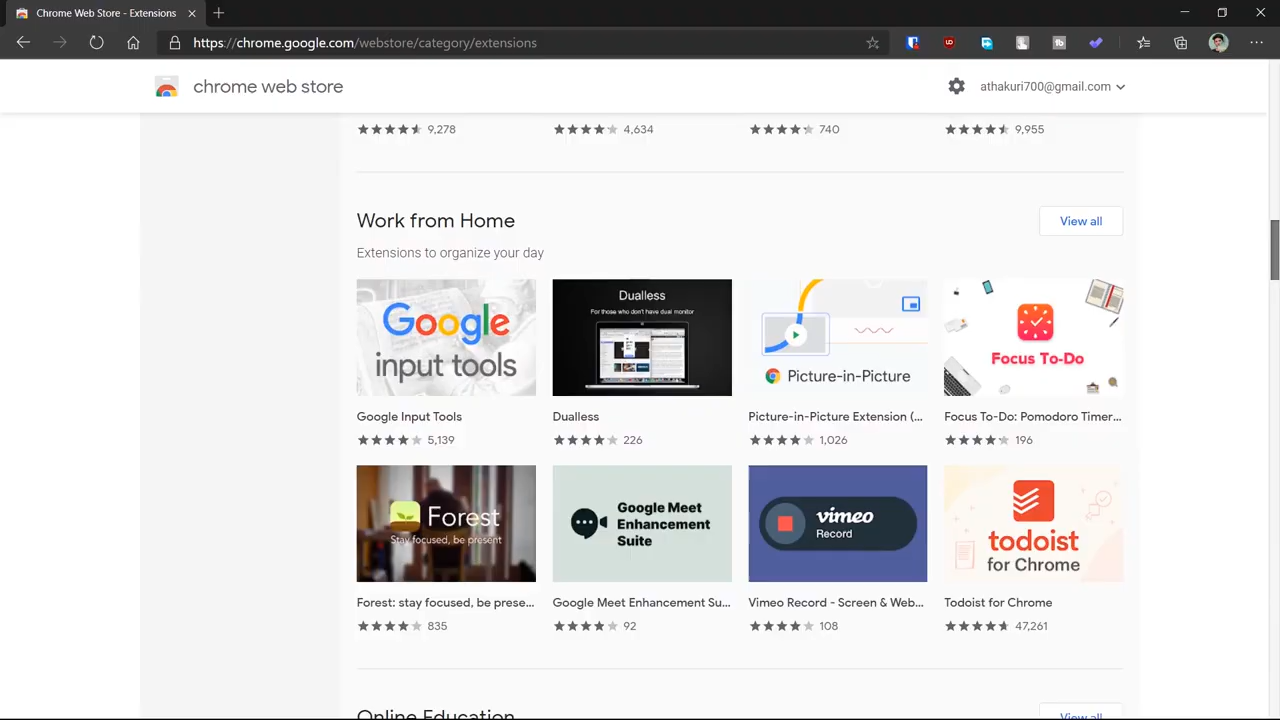 Chrome Web Store - Extensions
https://chrome.google.com/webstore/category/extensions
chrome web store
athakuri700@gmail.com
9,278
4,634
740
9,955
Work from Home
View all
Extensions to organize your day
Google
input tools
Dualless
For those who don't have dual monitor
Picture-in-Picture
Focus To-Do
Google Input Tools
Dualless
Picture-in-Picture Extension (...
Focus To-Do: Pomodoro Timer...
5,139
226
1,026
196
Forest
Stay focused, be present
Google Meet
Enhancement
Suite
vimeo
Record
todoist
for Chrome
Forest: stay focused, be prese...
Google Meet Enhancement Su...
Vimeo Record - Screen & Web...
Todoist for Chrome
835
92
108
47,261
Online Education
View all